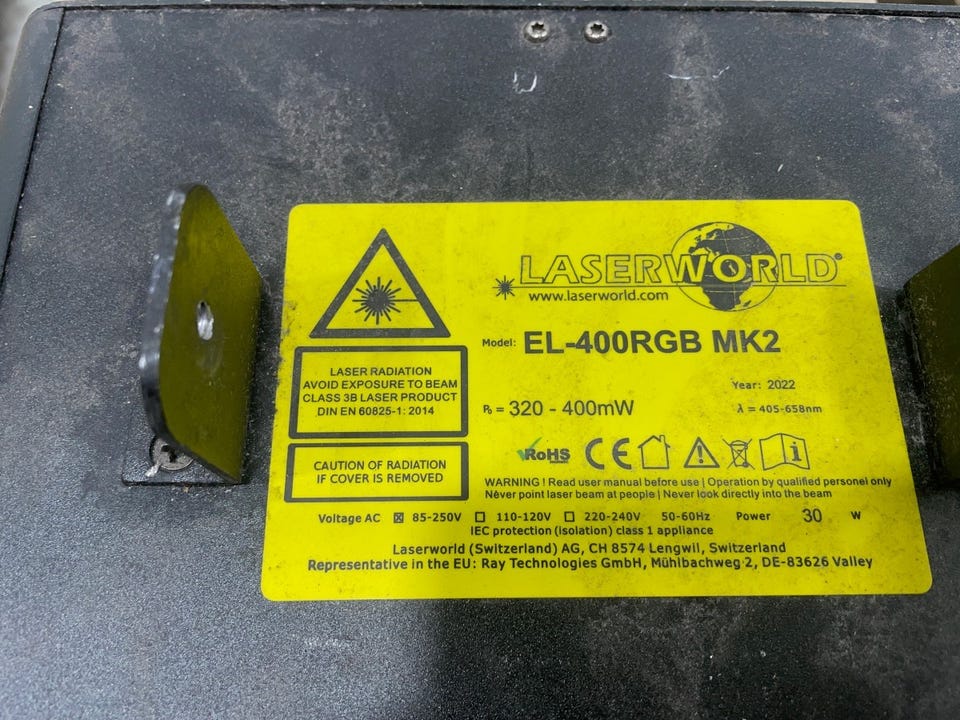 LASERWORLD®
www.laserworld.com
Model: EL-400RGB MK2
Year: 2022
P₀ = 320 - 400mW
λ = 405-658nm
LASER RADIATION
AVOID EXPOSURE TO BEAM
CLASS 3B LASER PRODUCT
DIN EN 60825-1: 2014
CAUTION OF RADIATION
IF COVER IS REMOVED
RoHS CE i
WARNING ! Read user manual before use | Operation by qualified personel only
Never point laser beam at people | Never look directly into the beam
Voltage AC ☒ 85-250V ☐ 110-120V ☐ 220-240V 50-60Hz Power 30 W
IEC protection (isolation) class 1 appliance
Laserworld (Switzerland) AG, CH 8574 Lengwil, Switzerland
Representative in the EU: Ray Technologies GmbH, Mühlbachweg 2, DE-83626 Valley